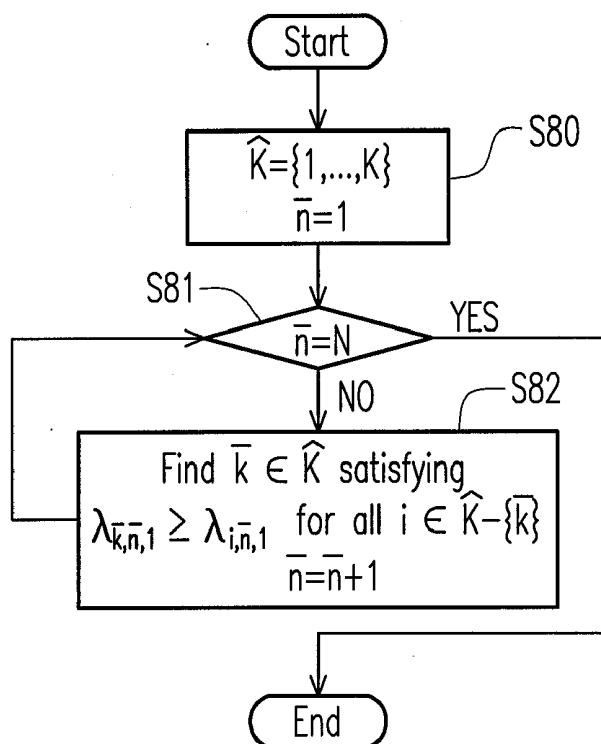 Start
S80
K̂={1,...,K}
n̄=1
S81
n̄=N
YES
NO
S82
Find k̄ ∈ K̂ satisfying
λk̄,n̄,1 ≥ λi,n̄,1 for all i ∈ K̂-{k̄}
n̄=n̄+1
End